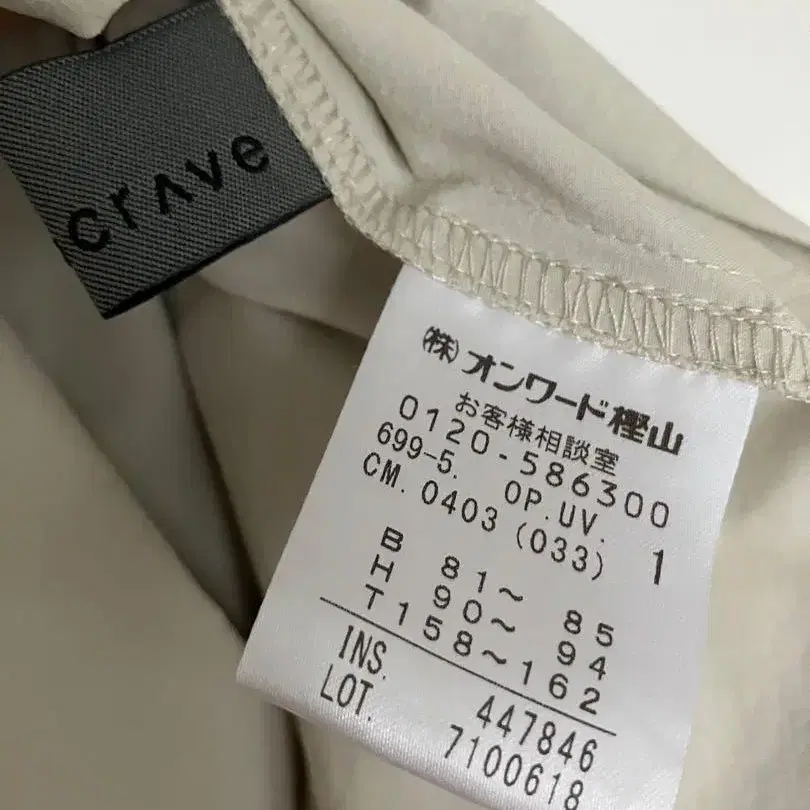 crʌve
(株)オンワード樫山
お客様相談室
0120-586300
699-5. OP.UV.
CM. 0403 (033) 1
B 81～ 85
H 90～ 94
T158～162
INS. 447846
LOT. 7100618